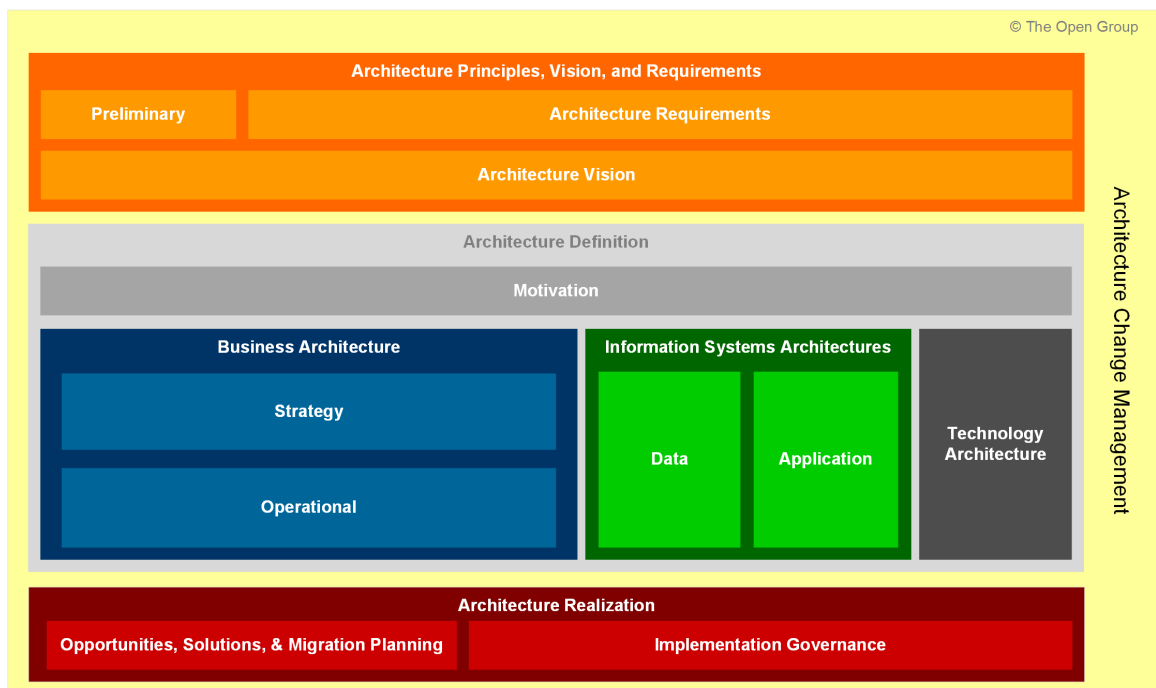 © The Open Group
Architecture Principles, Vision, and Requirements
Preliminary
Architecture Requirements
Architecture Vision
Architecture Definition
Motivation
Business Architecture
Strategy
Operational
Information Systems Architectures
Data
Application
Technology
Architecture
Architecture Realization
Opportunities, Solutions, & Migration Planning
Implementation Governance
Architecture Change Management